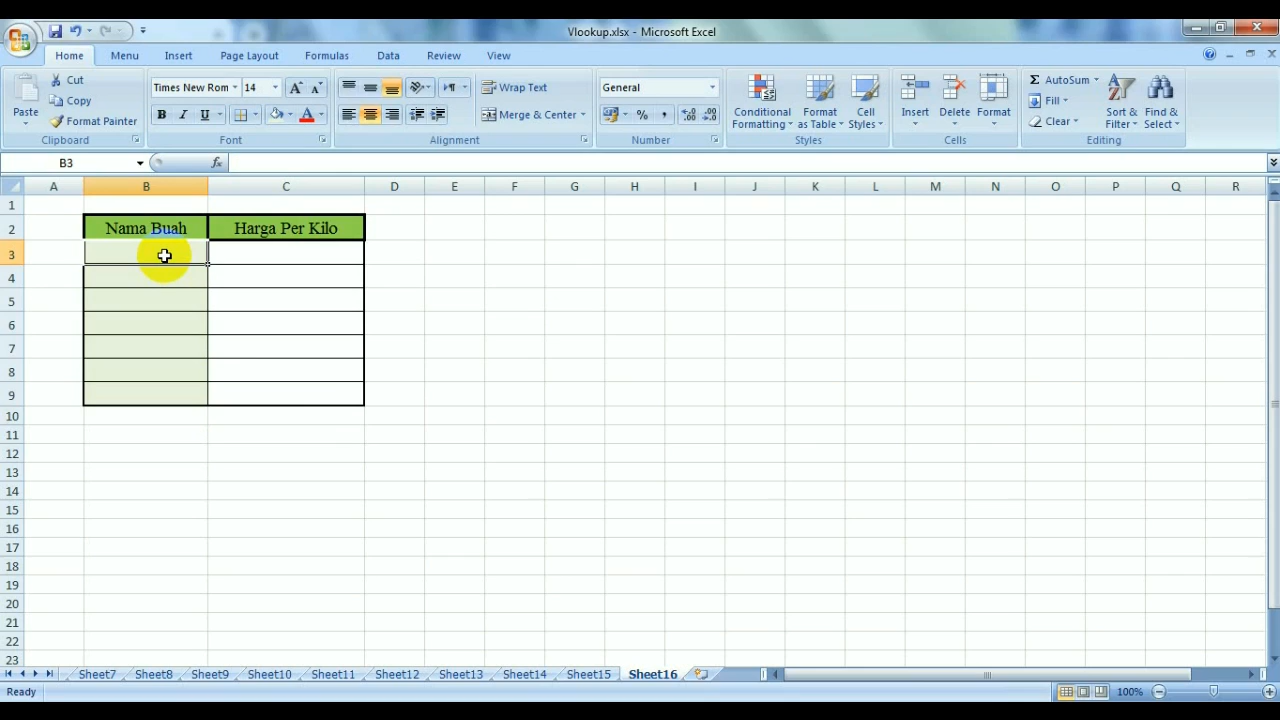 Vlookup.xlsx - Microsoft Excel
Home Menu Insert Page Layout Formulas Data Review View
Paste
Cut
Copy
Format Painter
Clipboard
Times New Rom 14
B I U A
Font
Wrap Text
Merge & Center
Alignment
General
% ,
Number
Conditional Formatting
Format as Table
Cell Styles
Styles
Insert Delete Format
Cells
Σ AutoSum
Fill
Clear
Sort & Filter
Find & Select
Editing
B3 fx
A B C D E F G H I J K L M N O P Q R
1
2 Nama Buah Harga Per Kilo
3
4
5
6
7
8
9
10
11
12
13
14
15
16
17
18
19
20
21
22
23
Sheet7 Sheet8 Sheet9 Sheet10 Sheet11 Sheet12 Sheet13 Sheet14 Sheet15 Sheet16
Ready 100%